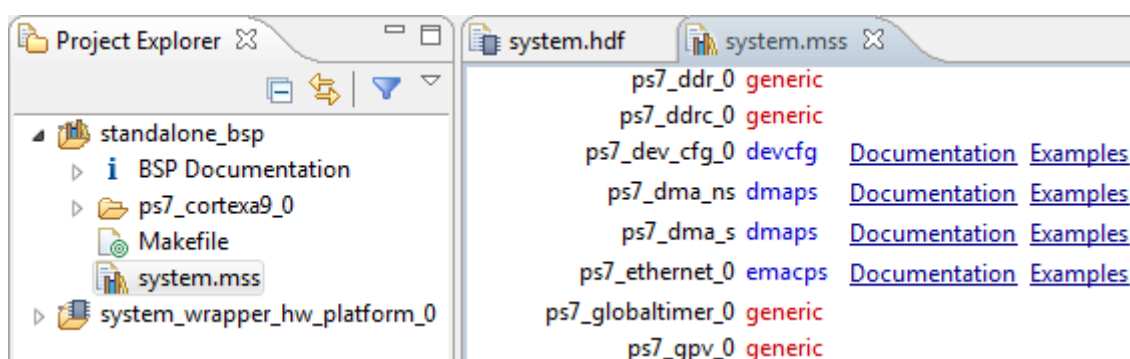 Project Explorer
standalone_bsp
BSP Documentation
ps7_cortexa9_0
Makefile
system.mss
system_wrapper_hw_platform_0
system.hdf system.mss
ps7_ddr_0 generic
ps7_ddrc_0 generic
ps7_dev_cfg_0 devcfg Documentation Examples
ps7_dma_ns dmaps Documentation Examples
ps7_dma_s dmaps Documentation Examples
ps7_ethernet_0 emacps Documentation Examples
ps7_globaltimer_0 generic
ps7_gpv_0 generic